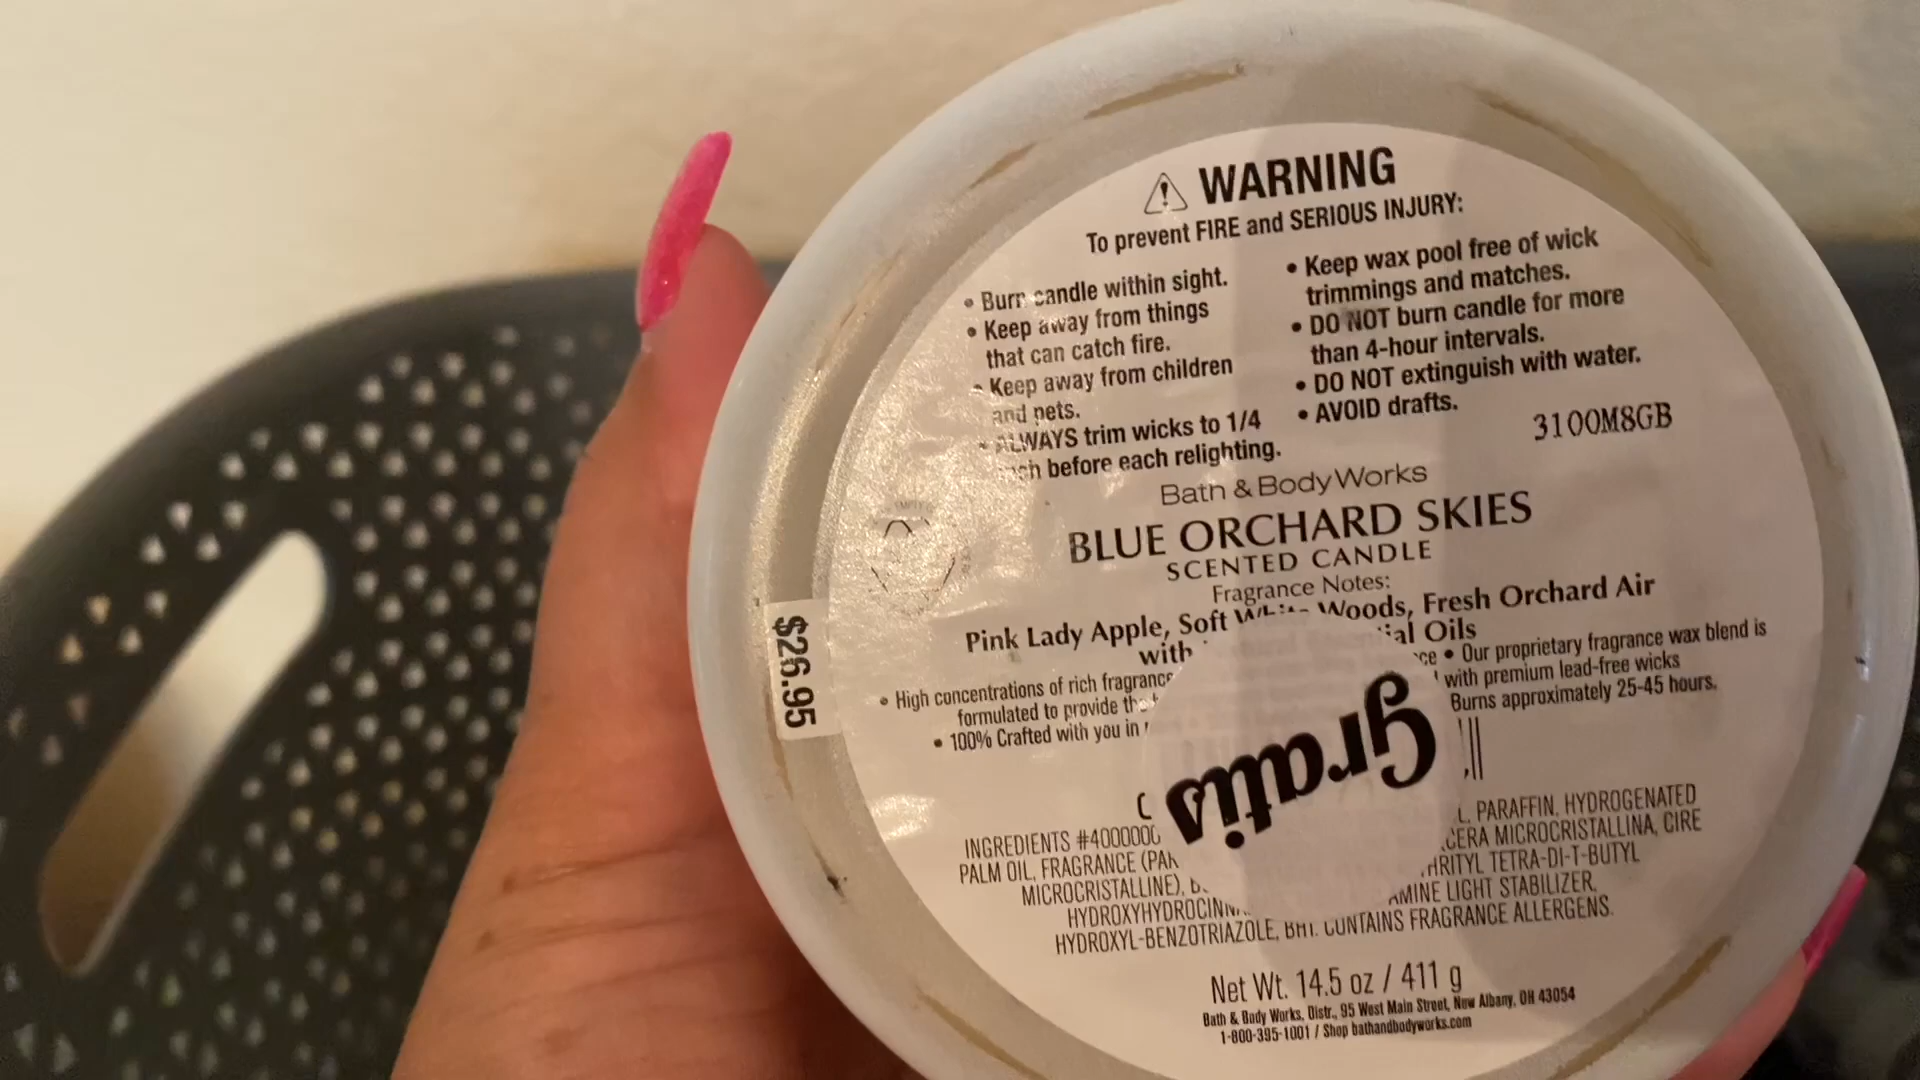 WARNING
To prevent FIRE and SERIOUS INJURY:
• Burn candle within sight.
• Keep away from things
that can catch fire.
• Keep away from children
and pets.
• ALWAYS trim wicks to 1/4
before each relighting.
• Keep wax pool free of wick
trimmings and matches.
• DO NOT burn candle for more
than 4-hour intervals.
• DO NOT extinguish with water.
• AVOID drafts.
3100M8GB
Bath & Body Works
BLUE ORCHARD SKIES
SCENTED CANDLE
Fragrance Notes:
Pink Lady Apple, Soft White Woods, Fresh Orchard Air
with Oils
• High concentrations of rich fragrance • Our proprietary fragrance wax blend is
formulated to provide with premium lead-free wicks
• 100% Crafted with you in Burns approximately 25-45 hours.
$26.95
gratis
INGREDIENTS PARAFFIN, HYDROGENATED
PALM OIL, FRAGRANCE CERA MICROCRISTALLINA, CIRE
MICROCRISTALLINE), TETRA-DI-T-BUTYL
LIGHT STABILIZER,
HYDROXYL-BENZOTRIAZOLE, BHT. CONTAINS FRAGRANCE ALLERGENS.
Net Wt. 14.5 oz / 411 g
Bath & Body Works, Distr., 95 West Main Street, New Albany, OH 43054
1-800-395-1001 / Shop bathandbodyworks.com